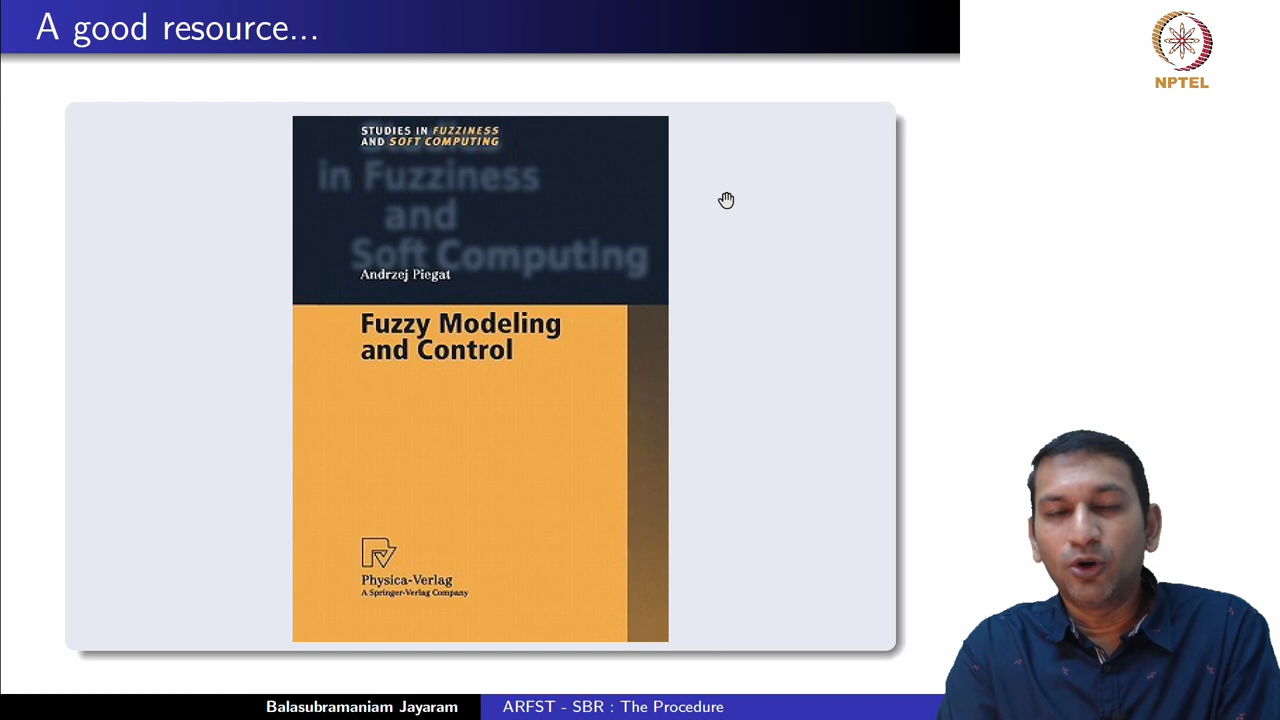 A good resource...
NPTEL
STUDIES IN FUZZINESS
AND SOFT COMPUTING
Studies
in Fuzziness
and
Soft Computing
Andrzej Piegat
Fuzzy Modeling
and Control
Physica-Verlag
A Springer-Verlag Company
Balasubramaniam Jayaram
ARFST - SBR : The Procedure